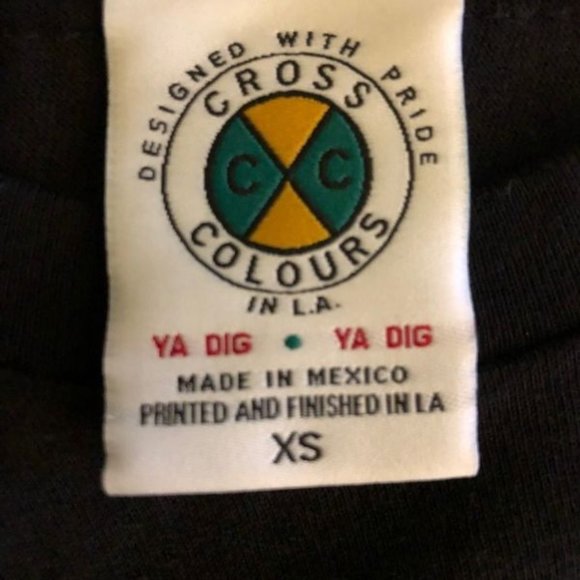 DESIGNED WITH PRIDE
CROSS
C C
COLOURS
IN L.A.
YA DIG • YA DIG
MADE IN MEXICO
PRINTED AND FINISHED IN LA
XS